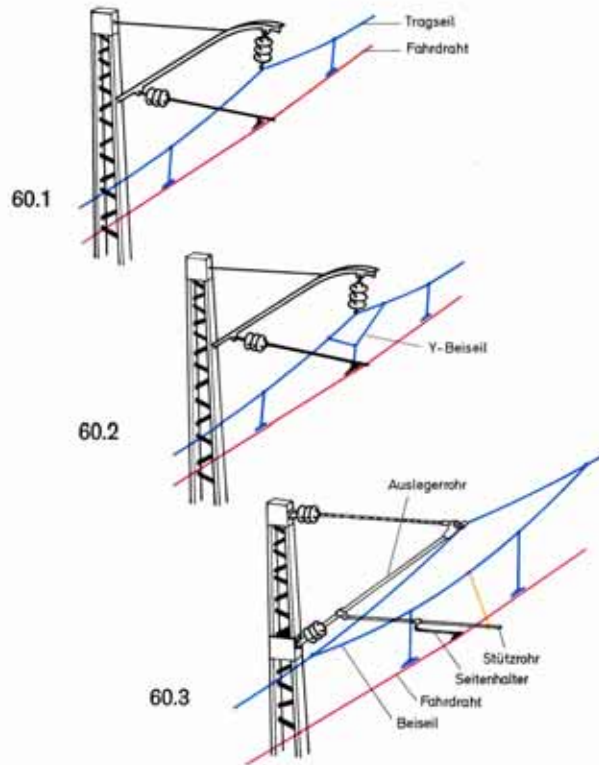 Tragseil
Fahrdraht
60.1
Y-Beiseil
60.2
Auslegerrohr
Stützrohr
Seitenhalter
Fahrdraht
Beiseil
60.3